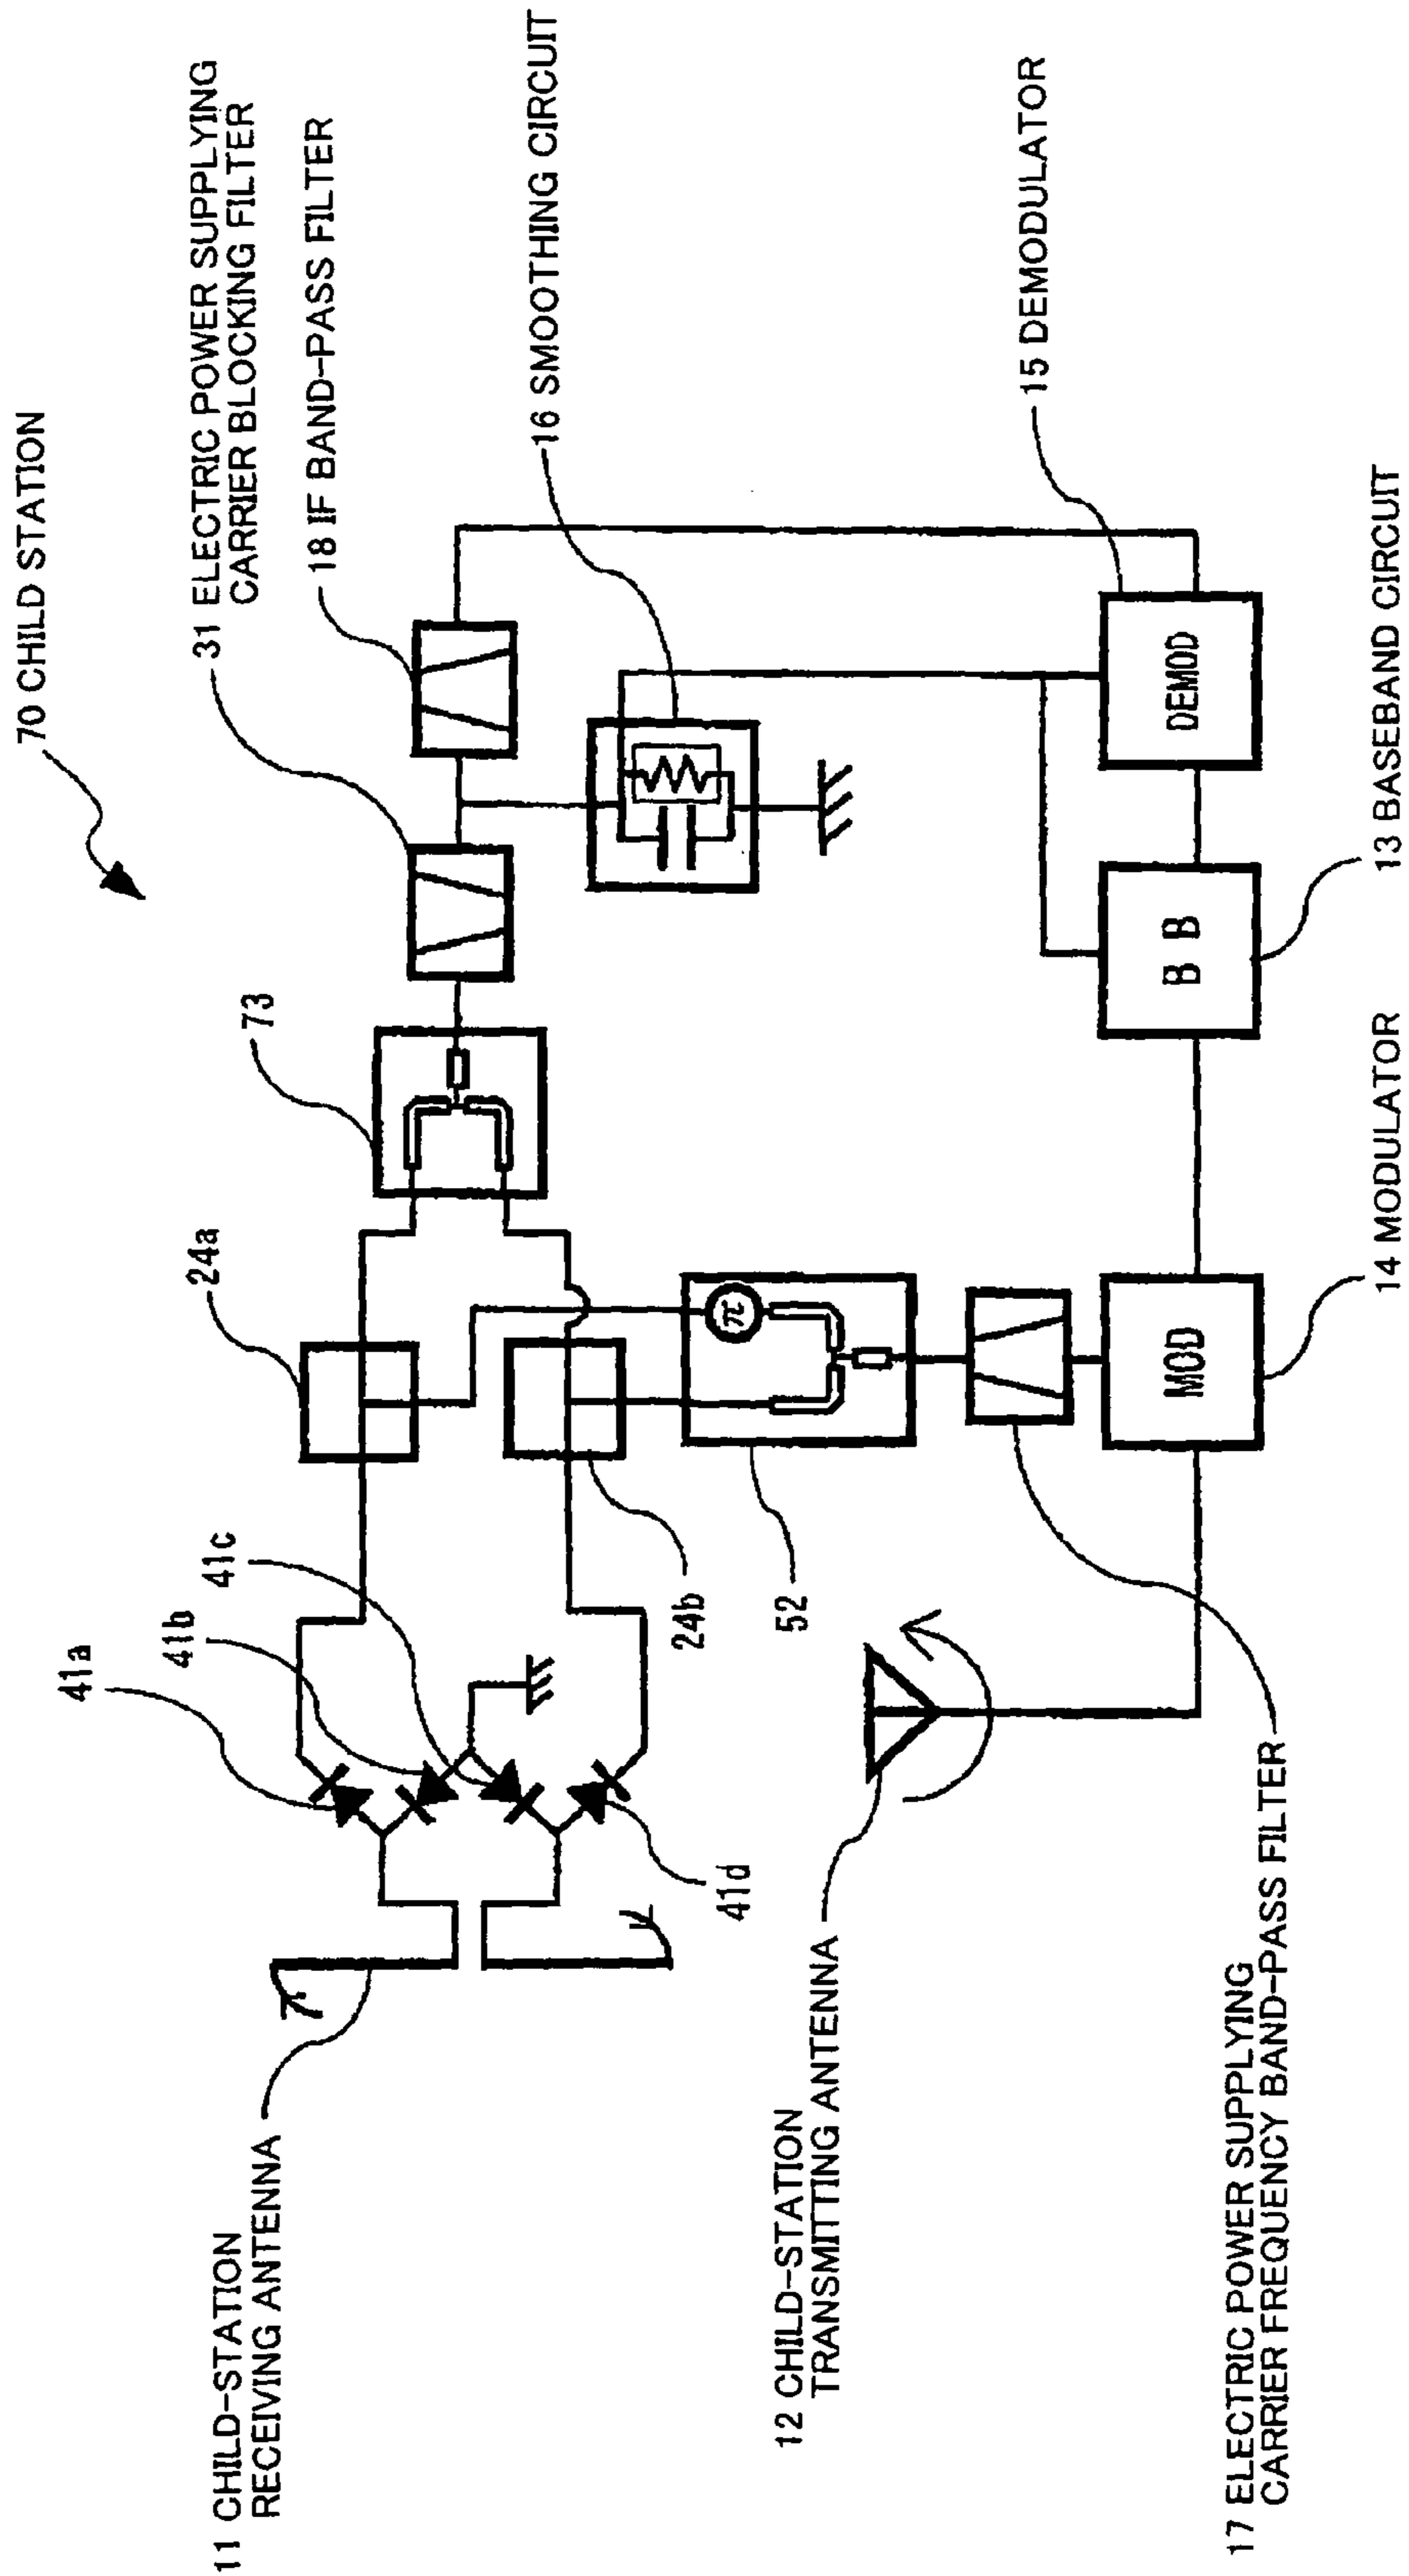 70 CHILD STATION
11 CHILD-STATION
RECEIVING ANTENNA
41a
41b
41c
41d
24a
24b
73
31 ELECTRIC POWER SUPPLYING
CARRIER BLOCKING FILTER
18 IF BAND-PASS FILTER
16 SMOOTHING CIRCUIT
52
π
12 CHILD-STATION
TRANSMITTING ANTENNA
17 ELECTRIC POWER SUPPLYING
CARRIER FREQUENCY BAND-PASS FILTER
MOD
14 MODULATOR
B B
13 BASEBAND CIRCUIT
DEMOD
15 DEMODULATOR